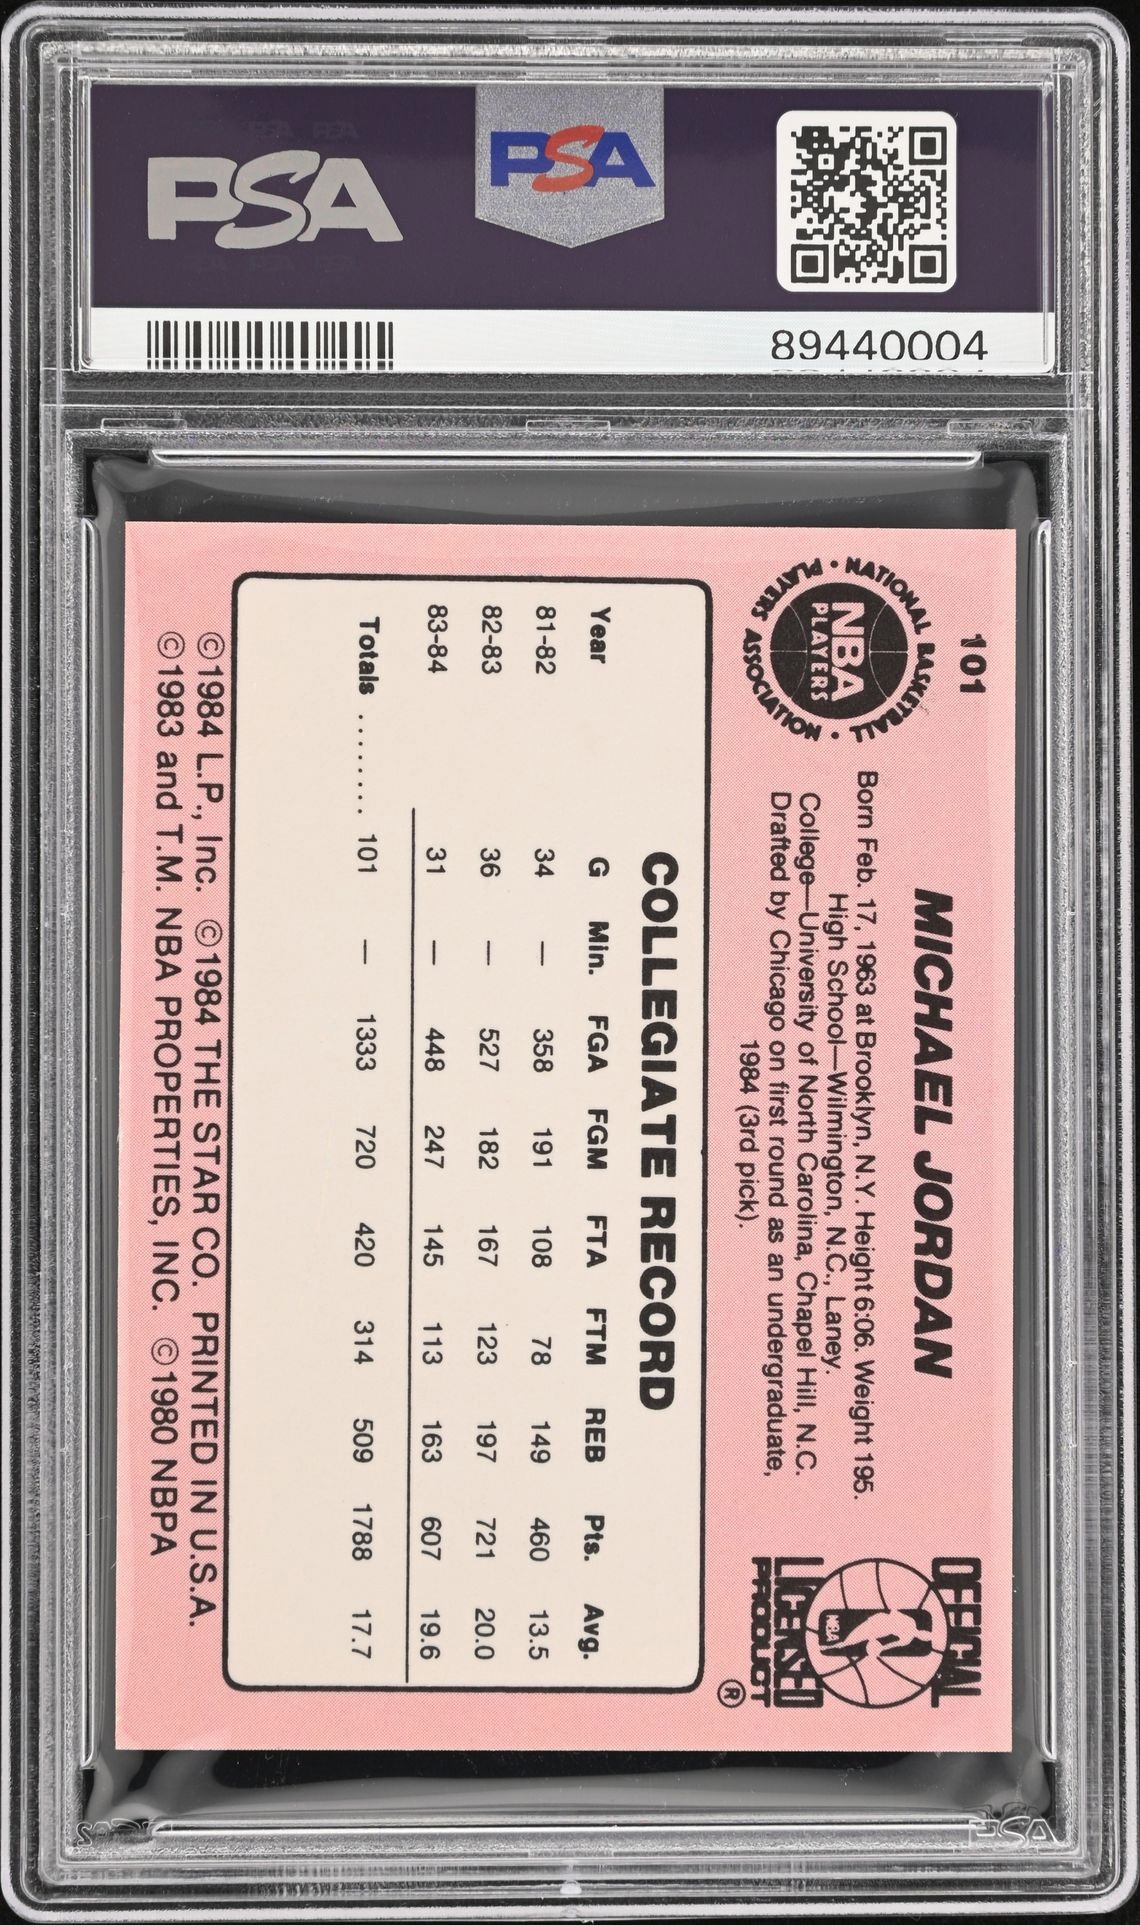 PSA
PSA
89440004
101
MICHAEL JORDAN
NATIONAL BASKETBALL PLAYERS ASSOCIATION
NBA
PLAYERS
Born Feb. 17, 1963 at Brooklyn, N.Y. Height 6:06. Weight 195.
High School—Wilmington, N.C., Laney.
College—University of North Carolina, Chapel Hill, N.C.
Drafted by Chicago on first round as an undergraduate,
1984 (3rd pick).
OFFICIAL
NBA
LICENSED
PRODUCT
®
COLLEGIATE RECORD
Year G Min. FGA FGM FTA FTM REB Pts. Avg.
81-82 34 — 358 191 108 78 149 460 13.5
82-83 36 — 527 182 167 123 197 721 20.0
83-84 31 — 448 247 145 113 163 607 19.6
Totals ........ 101 — 1333 720 420 314 509 1788 17.7
©1984 L.P., Inc. ©1984 THE STAR CO. PRINTED IN U.S.A.
©1983 and T.M. NBA PROPERTIES, INC. ©1980 NBPA
PSA